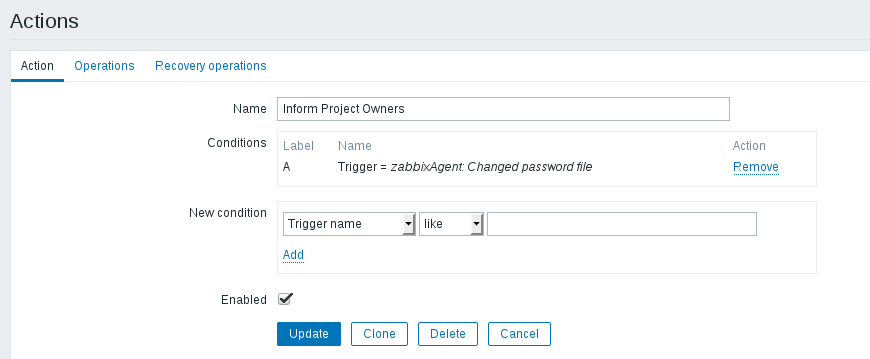 Actions
Action Operations Recovery operations
Name Inform Project Owners
Conditions Label Name Action
A Trigger = zabbixAgent: Changed password file Remove
New condition Trigger name like
Add
Enabled
Update Clone Delete Cancel